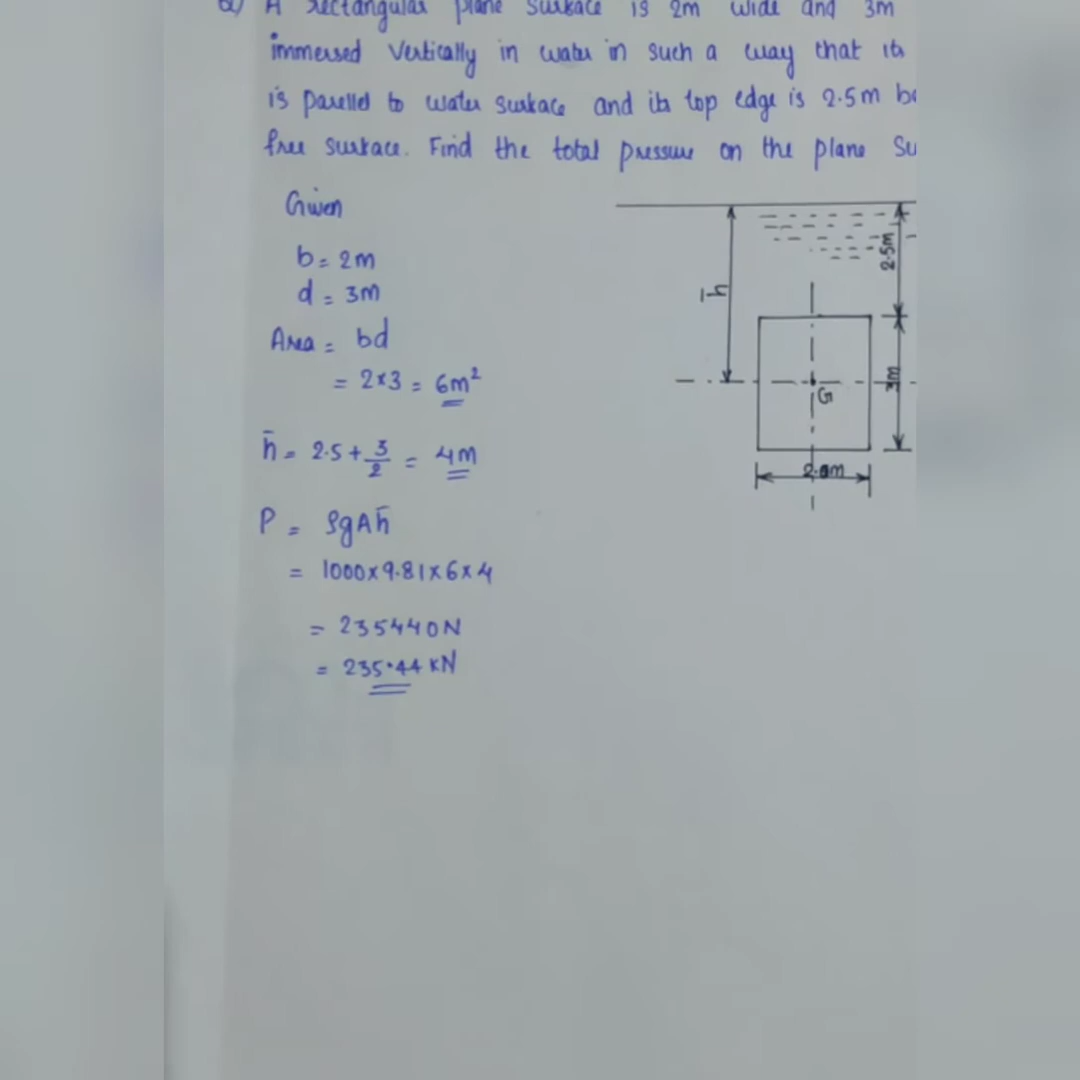 A rectangular plane surface is 2m wide and 3m
immersed vertically in water in such a way that its
is parellel to water surface and its top edge is 2.5m be
free surface. Find the total pressure on the plane Su
Given
b = 2m
d = 3m
Area = bd
= 2×3 = 6m²
h̄ = 2.5 + 3/2 = 4m
P = ρgAh̄
= 1000×9.81×6×4
= 235440N
= 235.44 KN
2.5m
h̄
3m
G